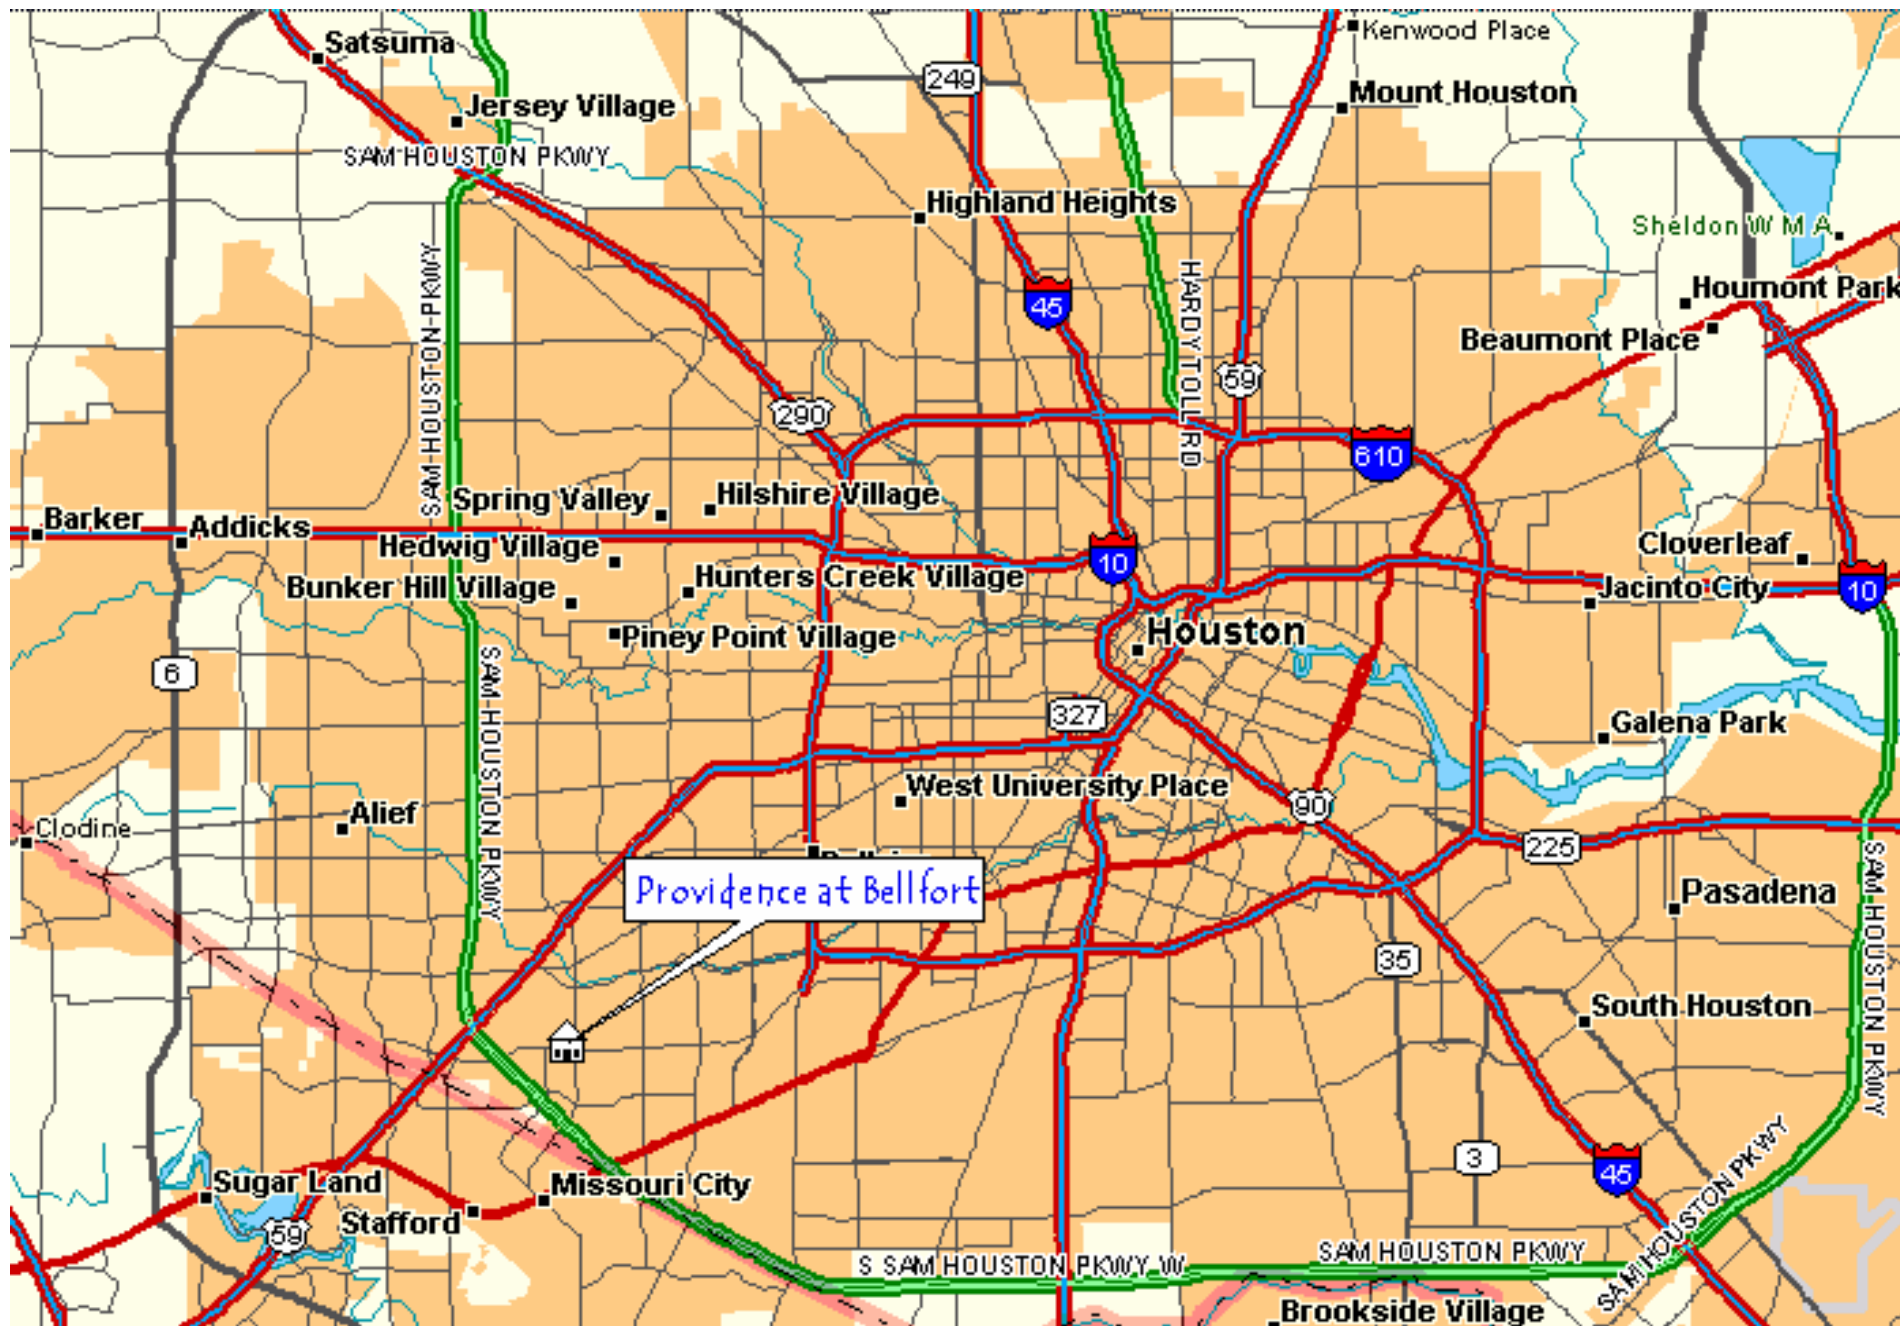 Satsuma
Kenwood Place
249
Jersey Village
Mount Houston
SAM HOUSTON PKWY
Highland Heights
Sheldon W M A
SAM HOUSTON PKWY
HARDY TOLL RD
45
Houmont Park
Beaumont Place
59
290
610
Spring Valley
Hilshire Village
Barker
Addicks
Hedwig Village
10
Cloverleaf
Bunker Hill Village
Hunters Creek Village
Jacinto City
10
Piney Point Village
Houston
6
SAM HOUSTON PKWY
327
Galena Park
West University Place
Alief
90
Clodine
225
Providence at Bellfort
Pasadena
SAM HOUSTON PKWY
35
South Houston
3
45
Sugar Land
Missouri City
Stafford
59
S SAM HOUSTON PKWY W
SAM HOUSTON PKWY
SAM HOUSTON PKWY
Brookside Village